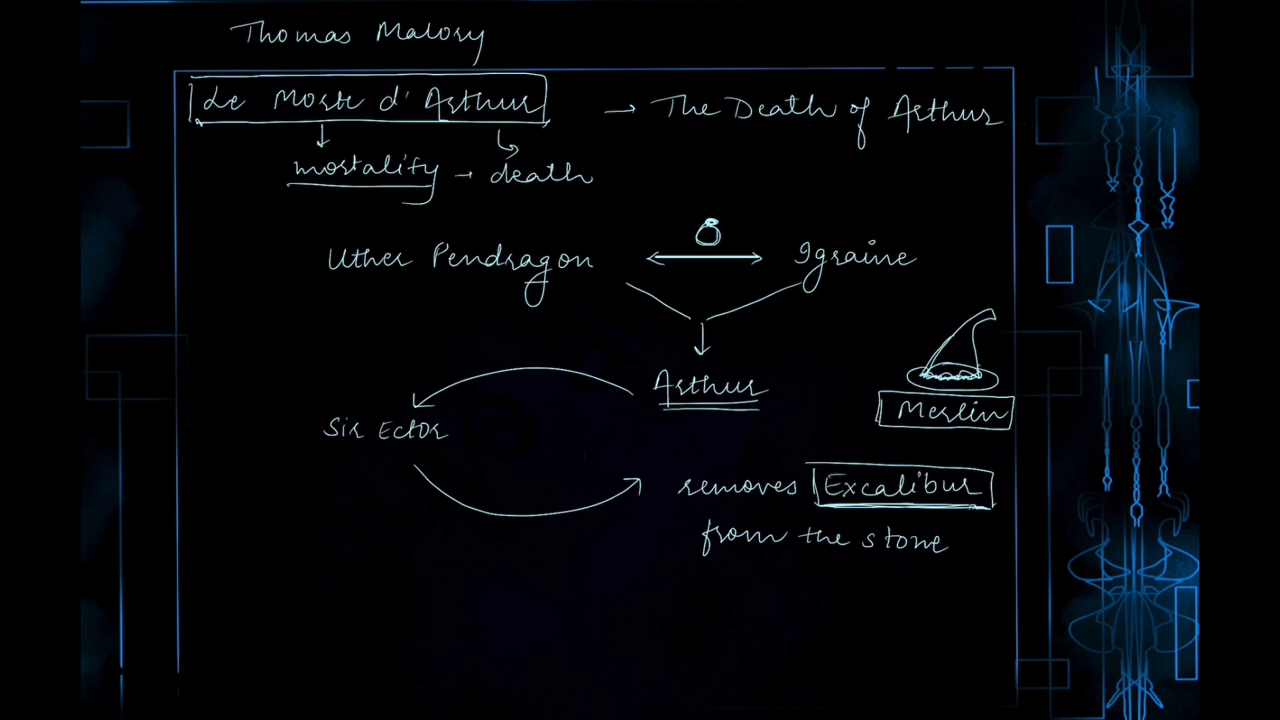 Thomas Malory
Le Morte d'Arthur → The Death of Arthur
mortality → death
Uther Pendragon Igraine
Arthur
Merlin
Sir Ector
removes Excalibur
from the stone